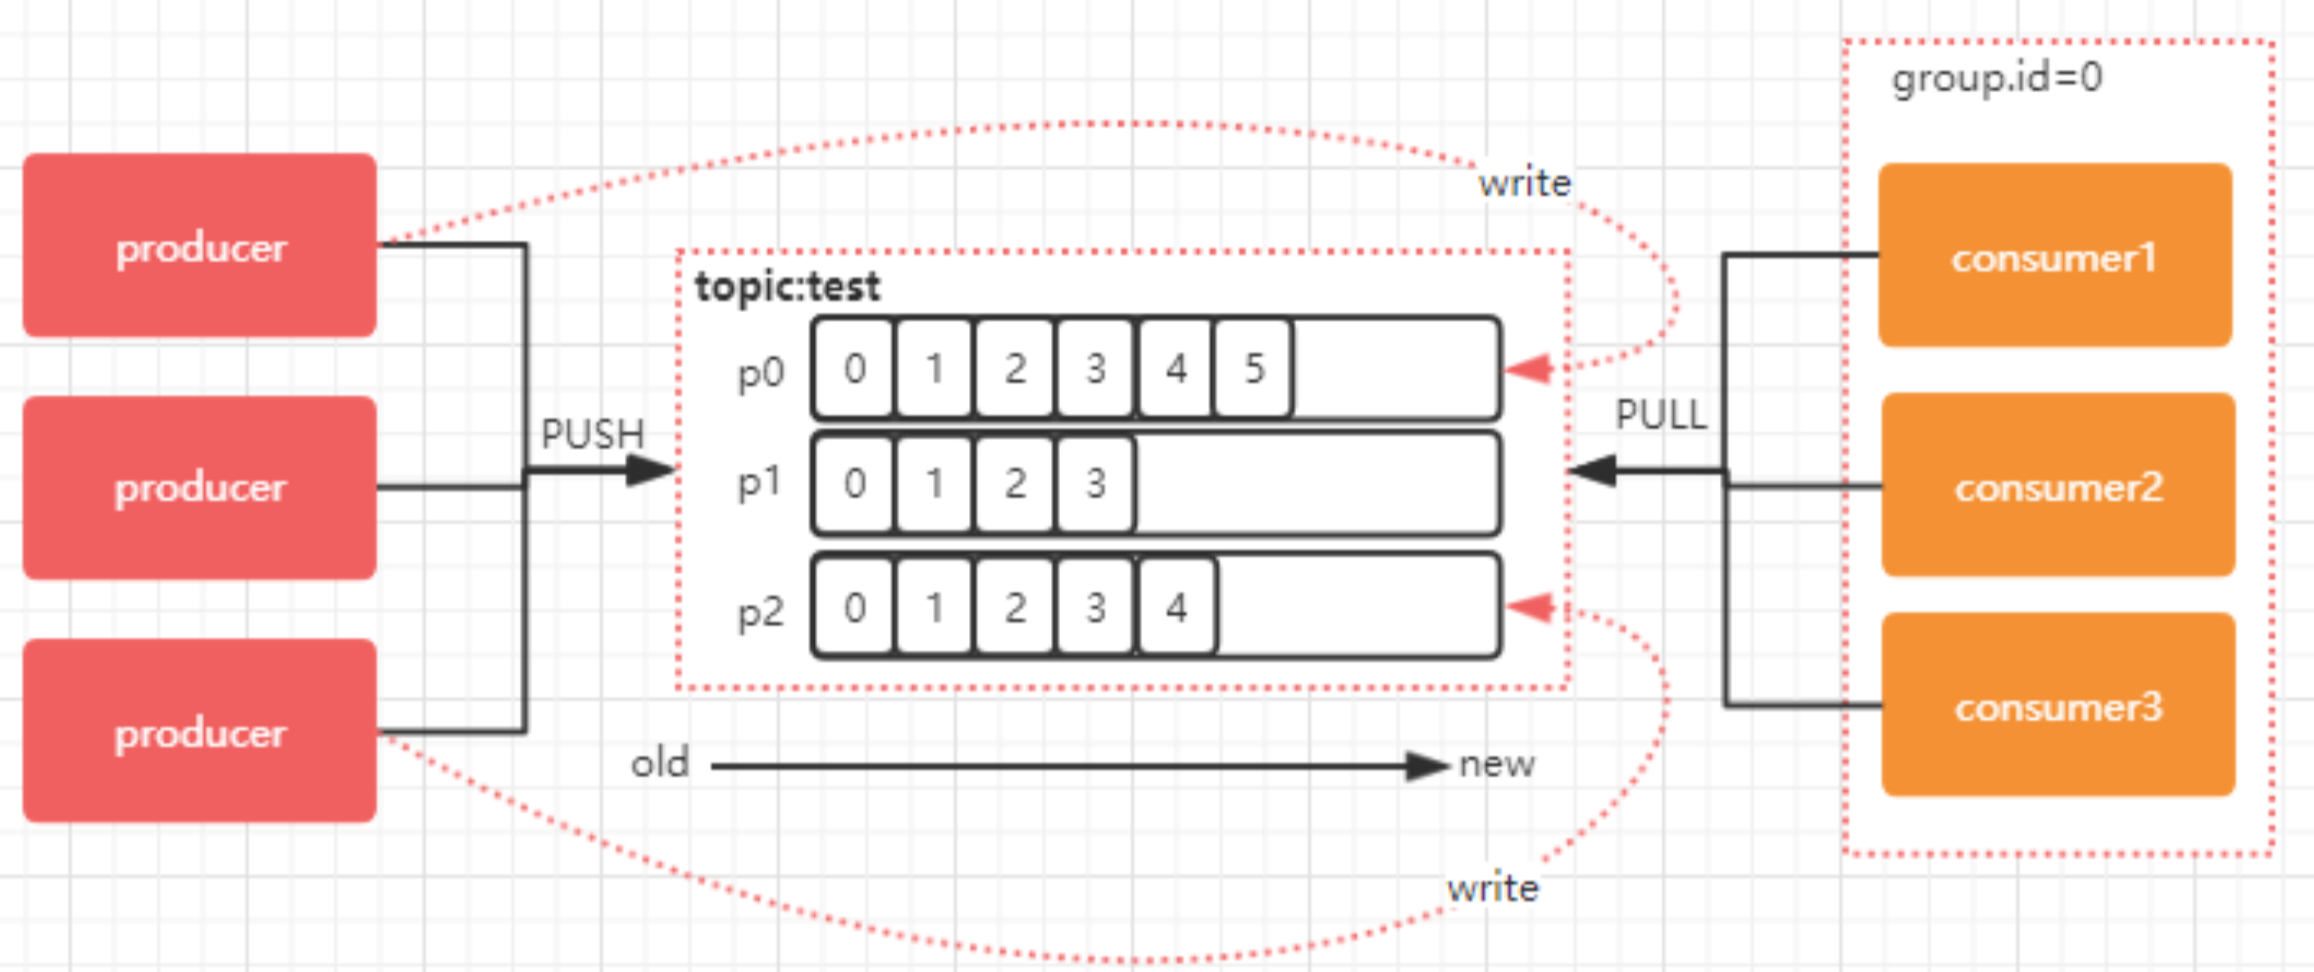 group.id=0
write
producer
consumer1
topic:test
p0 0 1 2 3 4 5
PUSH
PULL
producer
p1 0 1 2 3
consumer2
p2 0 1 2 3 4
producer
consumer3
old
new
write